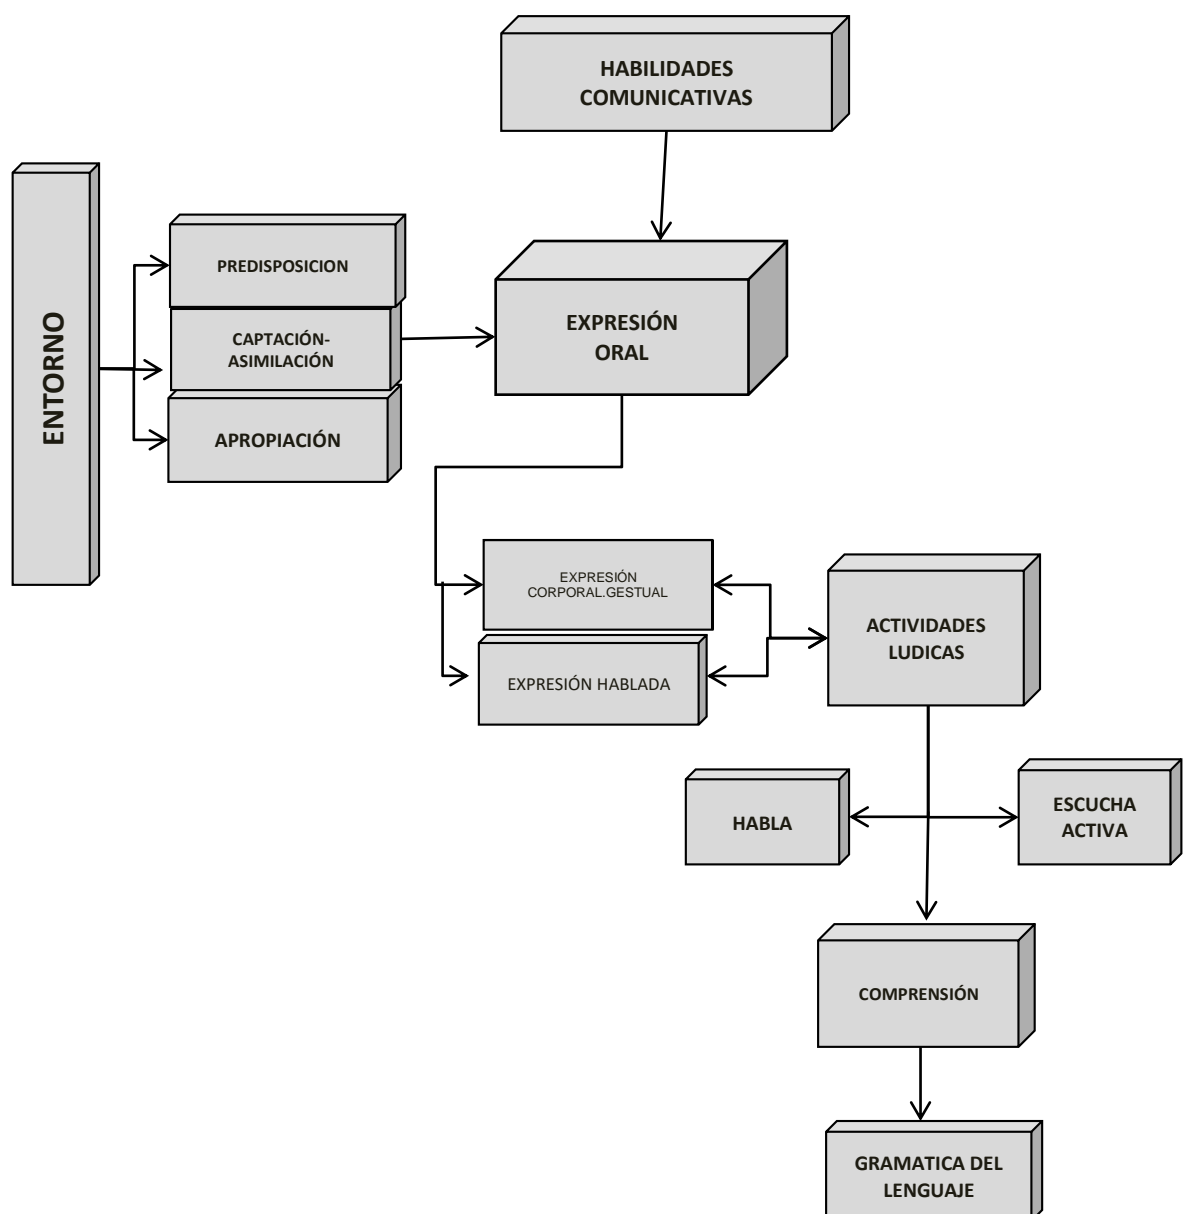 HABILIDADES
COMUNICATIVAS
ENTORNO
PREDISPOSICION
CAPTACIÓN-
ASIMILACIÓN
APROPIACIÓN
EXPRESIÓN
ORAL
EXPRESIÓN
CORPORAL.GESTUAL
EXPRESIÓN HABLADA
ACTIVIDADES
LUDICAS
HABLA
ESCUCHA
ACTIVA
COMPRENSIÓN
GRAMATICA DEL
LENGUAJE